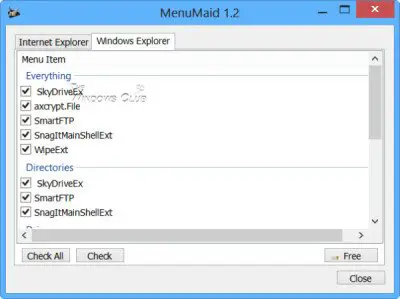 MenuMaid 1.2
Internet Explorer
Windows Explorer
Menu Item
Everything
SkyDriveEx
The
Windows Club
axcrypt.File
SmartFTP
SnagItMainShellExt
WipeExt
Directories
SkyDriveEx
SmartFTP
SnagItMainShellExt
Check All
Check
Free
Close